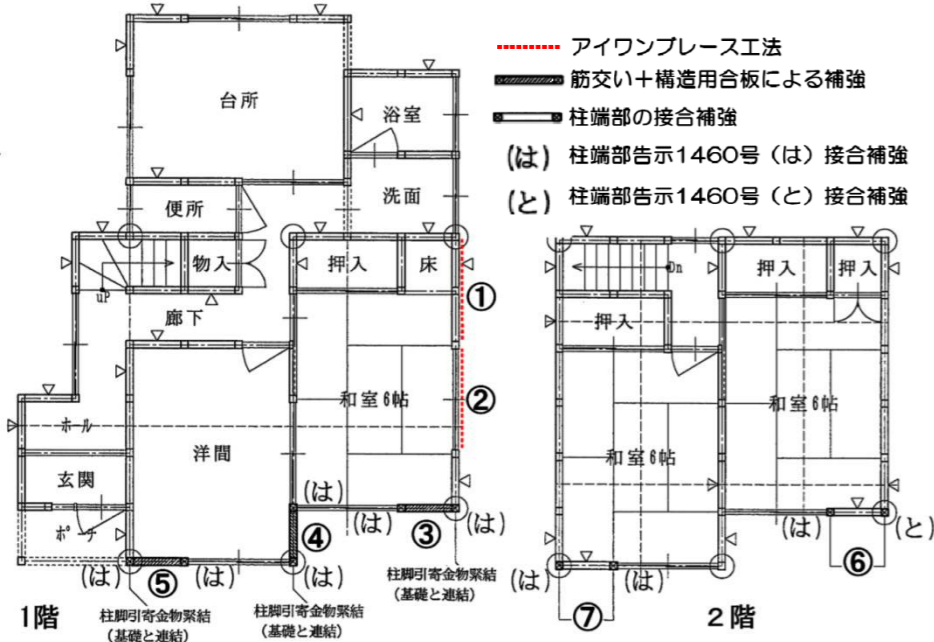 アイワンブレース工法
筋交い+構造用合板による補強
柱端部の接合補強
(は) 柱端部告示1460号(は)接合補強
(と) 柱端部告示1460号(と)接合補強
台所
浴室
洗面
便所
物入
押入
床
uP
廊下
①
②
和室6帖
ホール
洋間
玄関
ポーチ
(は)
(は)
③
(は)
④
(は)
⑤
(は)
(は)
柱脚引寄金物緊結
(基礎と連結)
柱脚引寄金物緊結
(基礎と連結)
柱脚引寄金物緊結
(基礎と連結)
1階
Dn
押入
押入
押入
和室6帖
和室6帖
(は)
⑥
(と)
(は)
⑦
(は)
2階